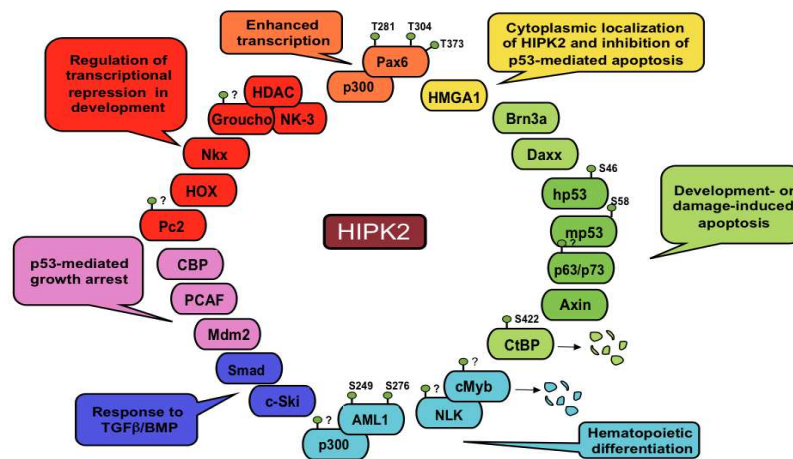 Enhanced
transcription
T281
T304
T373
Pax6
p300
Cytoplasmic localization
of HIPK2 and inhibition of
p53-mediated apoptosis
HMGA1
Regulation of
transcriptional
repression in
development
?
HDAC
Groucho
NK-3
Nkx
HOX
?
Pc2
Brn3a
Daxx
S46
hp53
S58
mp53
?
p63/p73
Axin
Development- or
damage-induced
apoptosis
HIPK2
p53-mediated
growth arrest
CBP
PCAF
Mdm2
S422
CtBP
Smad
c-Ski
Response to
TGFβ/BMP
?
p300
S249
S276
AML1
?
NLK
?
cMyb
Hematopoietic
differentiation